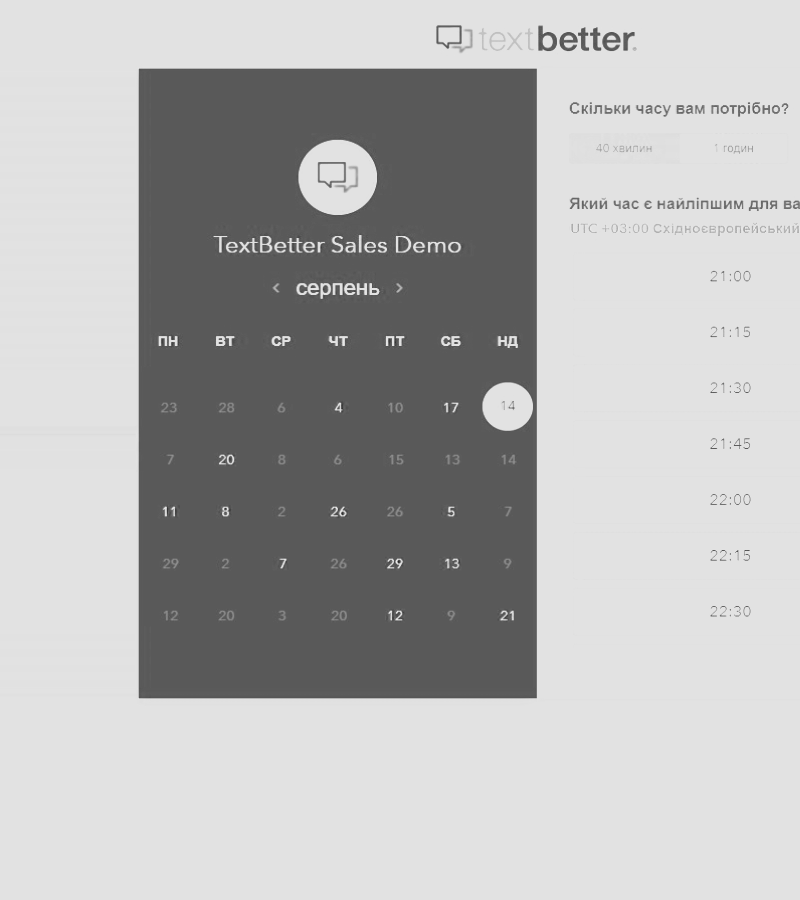 textbetter.
TextBetter Sales Demo
серпень
ПН ВТ СР ЧТ ПТ СБ НД
23 28 6 4 10 17 14
7 20 8 6 15 13 14
11 8 2 26 26 5 7
29 2 7 26 29 13 9
12 20 3 20 12 9 21
Скільки часу вам потрібно?
40 хвилин 1 годин
Який час є найліпшим для ва
UTC +03:00 Східноєвропейський
21:00
21:15
21:30
21:45
22:00
22:15
22:30